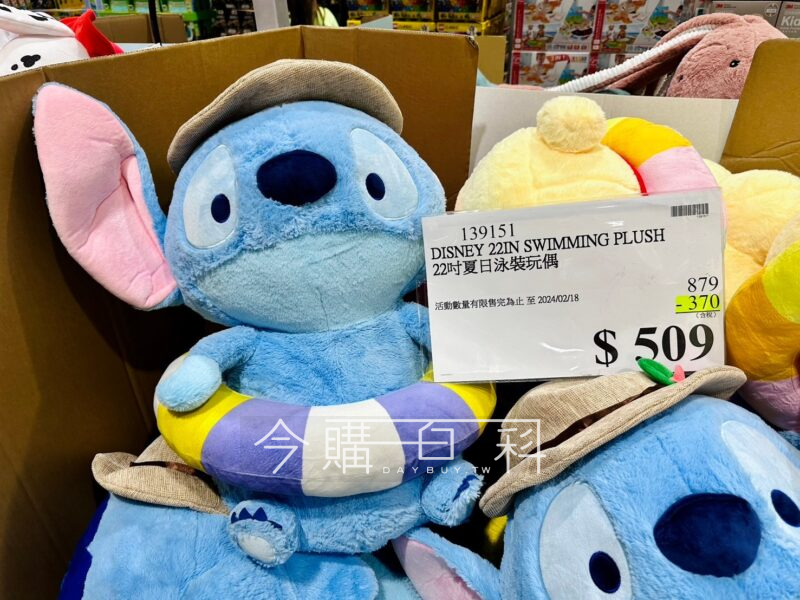 139151
DISNEY 22IN SWIMMING PLUSH
22吋夏日泳裝玩偶
879
活動數量有限售完為止 至 2024/02/18
- 370
(含稅)
$ 509
今購百科
DAYBUY.TW